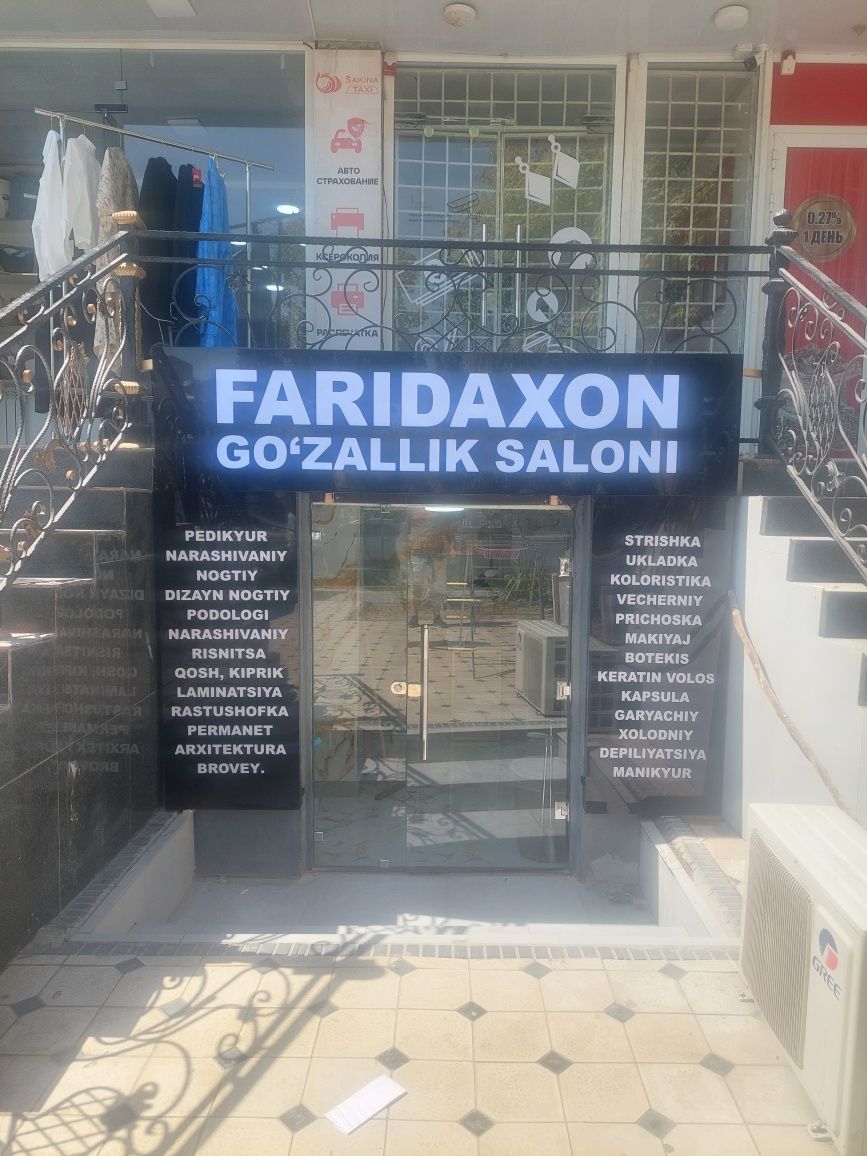 SAKINA
TAXI
АВТО
СТРАХОВАНИЕ
КСЕРОКОПИЯ
РАСПЕЧАТКА
0.27%
1 ДЕНЬ
FARIDAXON
GO‘ZALLIK SALONI
PEDIKYUR
NARASHIVANIY
NOGTIY
DIZAYN NOGTIY
PODOLOGI
NARASHIVANIY
RISNITSA
QOSH, KIPRIK
LAMINATSIYA
RASTUSHOFKA
PERMANET
ARXITEKTURA
BROVEY.
STRISHKA
UKLADKA
KOLORISTIKA
VECHERNIY
PRICHOSKA
MAKIYAJ
BOTEKIS
KERATIN VOLOS
KAPSULA
GARYACHIY
XOLODNIY
DEPILIYATSIYA
MANIKYUR
GREE